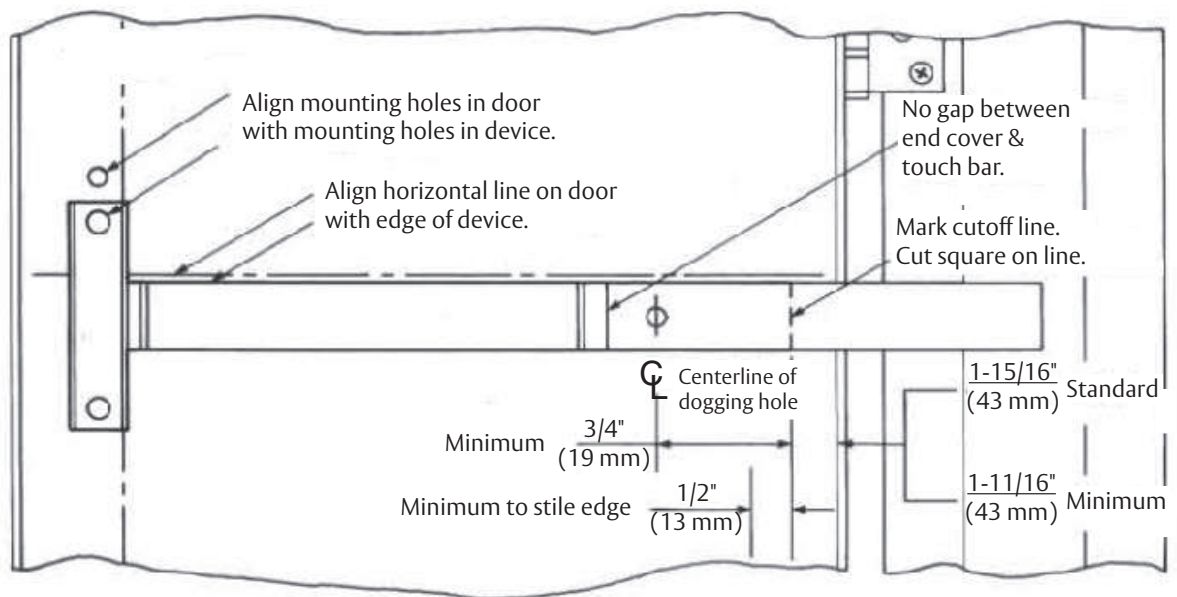 Align mounting holes in door
with mounting holes in device.
Align horizontal line on door
with edge of device.
No gap between
end cover &
touch bar.
Mark cutoff line.
Cut square on line.
℄ Centerline of
dogging hole
Minimum 3/4"
(19 mm)
Minimum to stile edge 1/2"
(13 mm)
1-15/16"
(43 mm) Standard
1-11/16"
(43 mm) Minimum